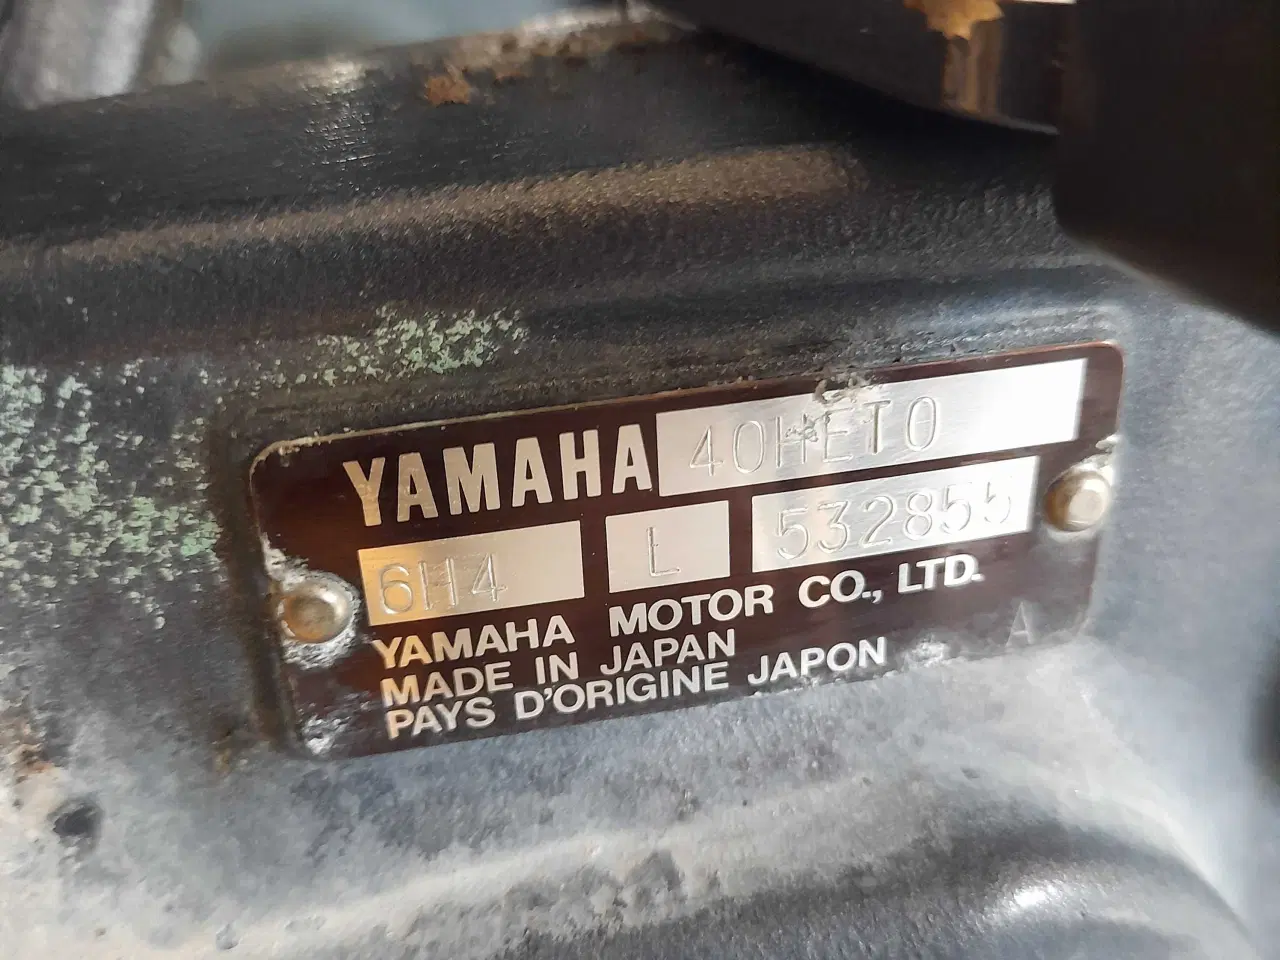 YAMAHA 40HETO
6H4 L 532855
YAMAHA MOTOR CO., LTD.
MADE IN JAPAN
PAYS D'ORIGINE JAPON
A